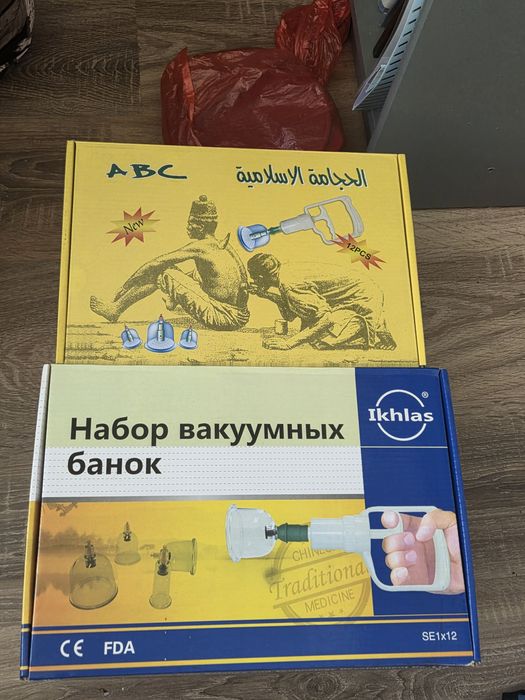 ABC
الحجامة الاسلامية
New
12PCS
Ikhlas
®
Набор вакуумных
банок
CHINESE
Traditional
MEDICINE
CE FDA
SE1x12